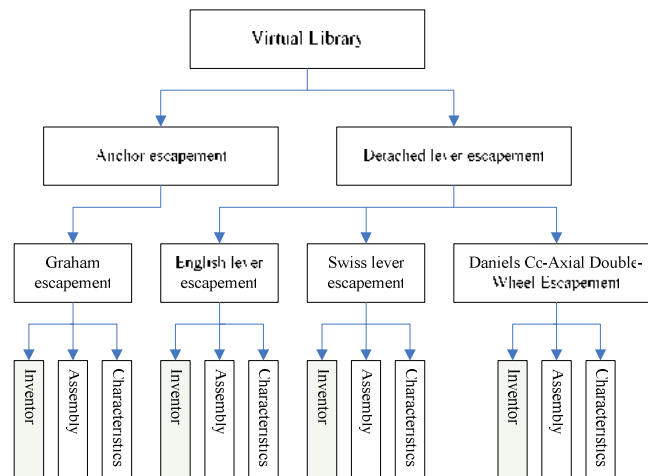 Virtual Library
Anchor escapement
Detached lever escapement
Graham
escapement
English lever
escapement
Swiss lever
escapement
Daniels Co-Axial Double-
Wheel Escapement
Inventor
Assembly
Characteristics
Inventor
Assembly
Characteristics
Inventor
Assembly
Characteristics
Inventor
Assembly
Characteristics